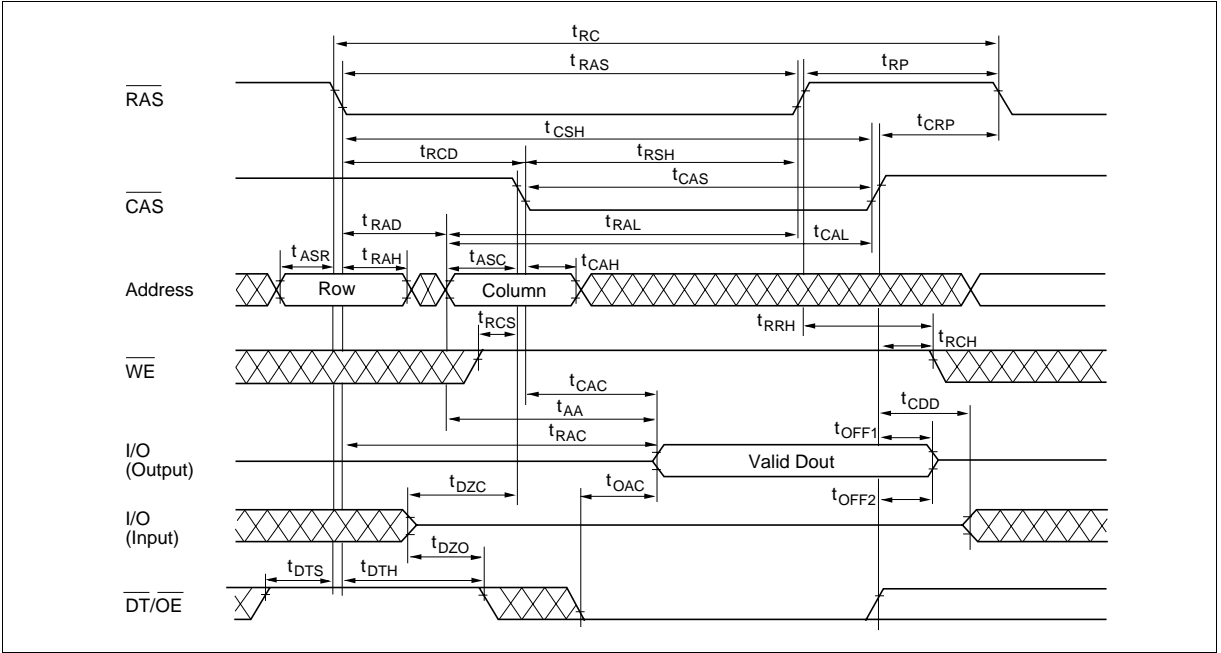 tRC
tRAS
tRP
RAS
tCSH
tCRP
tRCD
tRSH
tCAS
CAS
tRAD
tRAL
tCAL
tASR
tRAH
tASC
tCAH
Address
Row
Column
tRCS
tRRH
tRCH
WE
tCAC
tCDD
tAA
tRAC
tOFF1
I/O
(Output)
Valid Dout
tDZC
tOAC
tOFF2
I/O
(Input)
tDZO
tDTS
tDTH
DT/OE